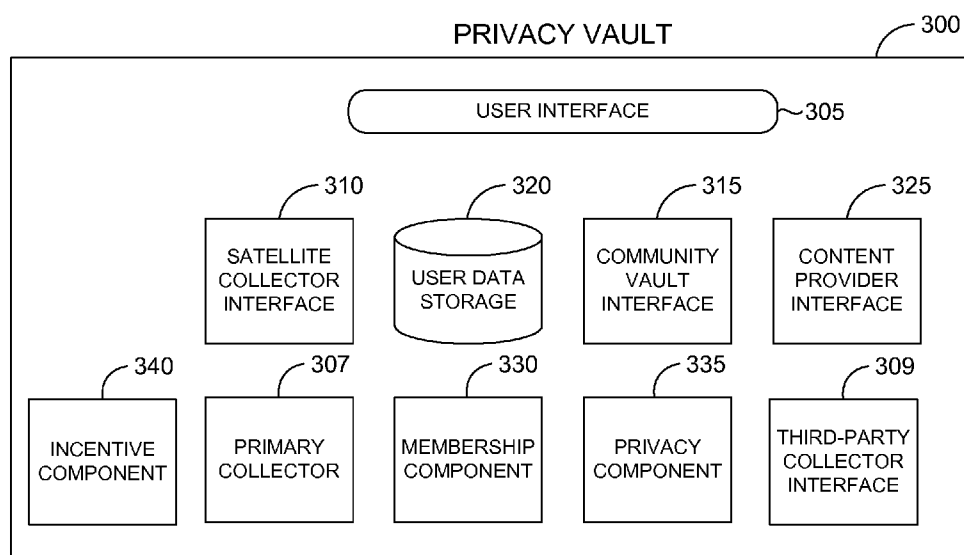 PRIVACY VAULT
300
USER INTERFACE
305
310
320
315
325
SATELLITE
COLLECTOR
INTERFACE
USER DATA
STORAGE
COMMUNITY
VAULT
INTERFACE
CONTENT
PROVIDER
INTERFACE
340
307
330
335
309
INCENTIVE
COMPONENT
PRIMARY
COLLECTOR
MEMBERSHIP
COMPONENT
PRIVACY
COMPONENT
THIRD-PARTY
COLLECTOR
INTERFACE